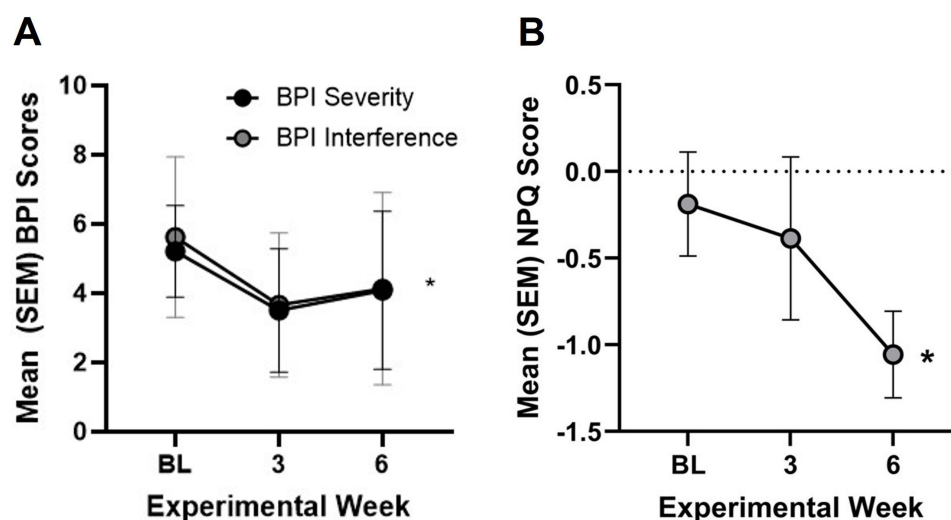 A
Mean (SEM) BPI Scores
10
8
6
4
2
0
BPI Severity
BPI Interference
*
BL 3 6
Experimental Week
B
Mean (SEM) NPQ Score
0.5
0.0
-0.5
-1.0
-1.5
*
BL 3 6
Experimental Week